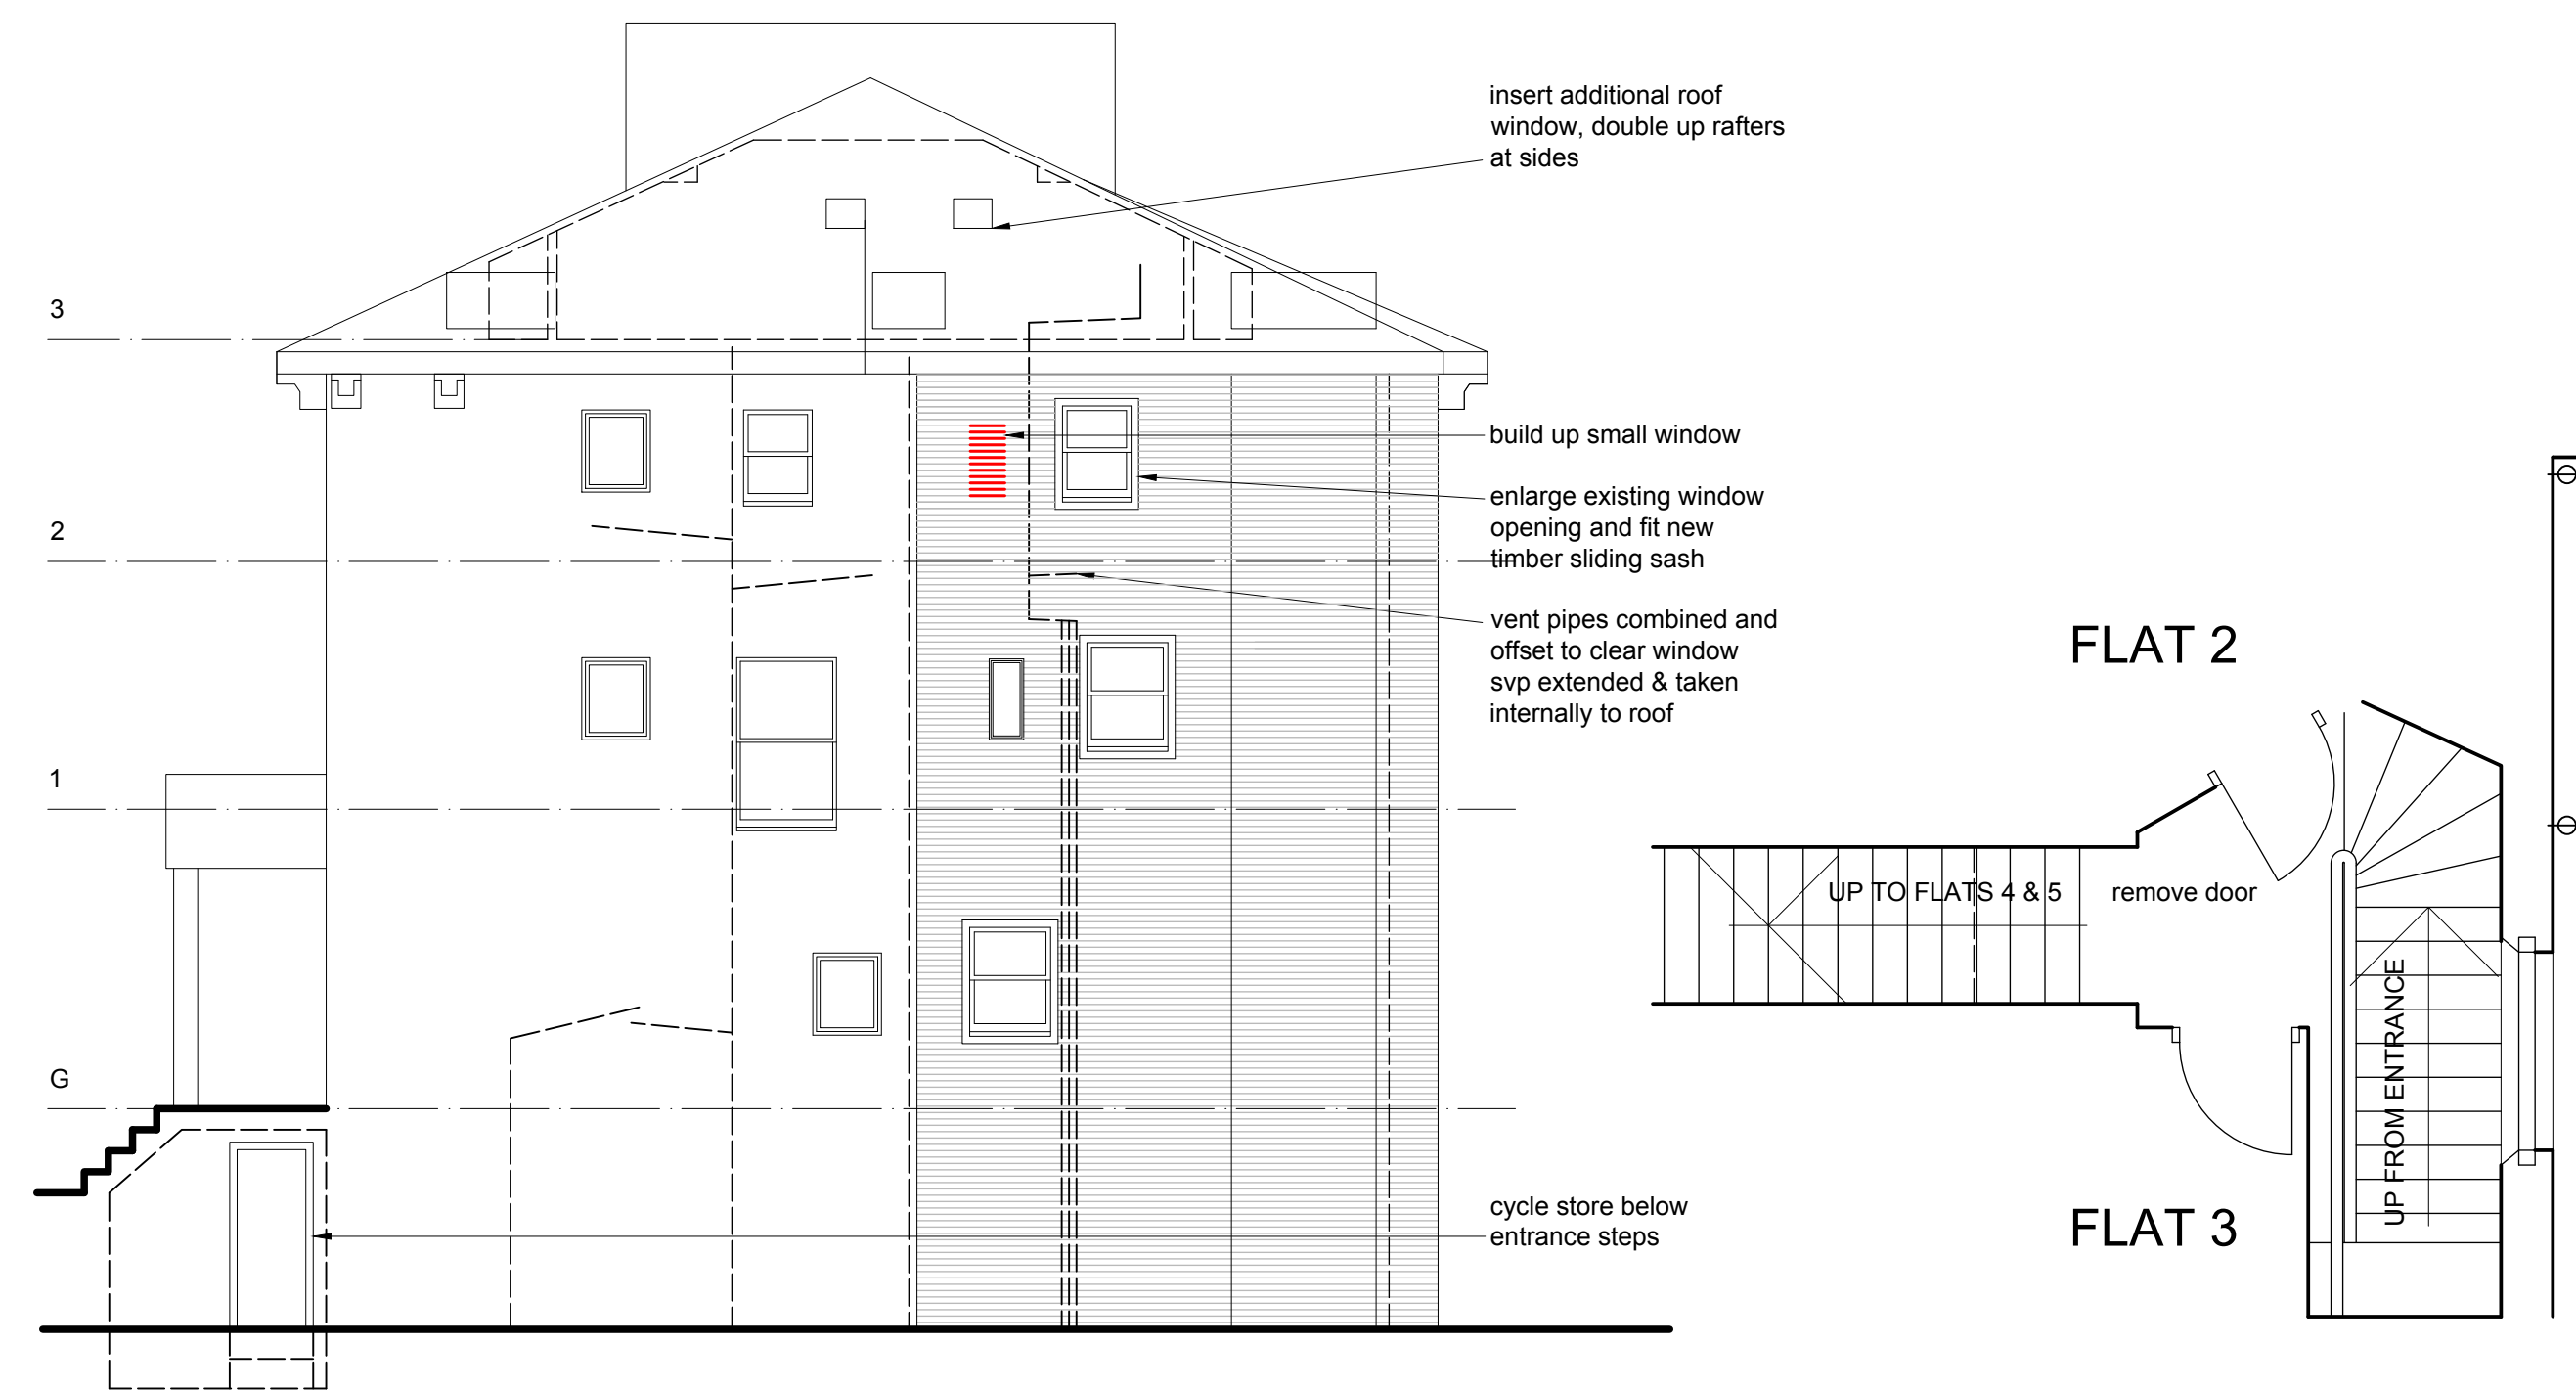 insert additional roof
window, double up rafters
at sides
3
build up small window
enlarge existing window
opening and fit new
timber sliding sash
2
vent pipes combined and
offset to clear window
svp extended & taken
internally to roof
1
G
cycle store below
entrance steps
FLAT 2
UP TO FLATS 4 & 5
remove door
UP FROM ENTRANCE
FLAT 3